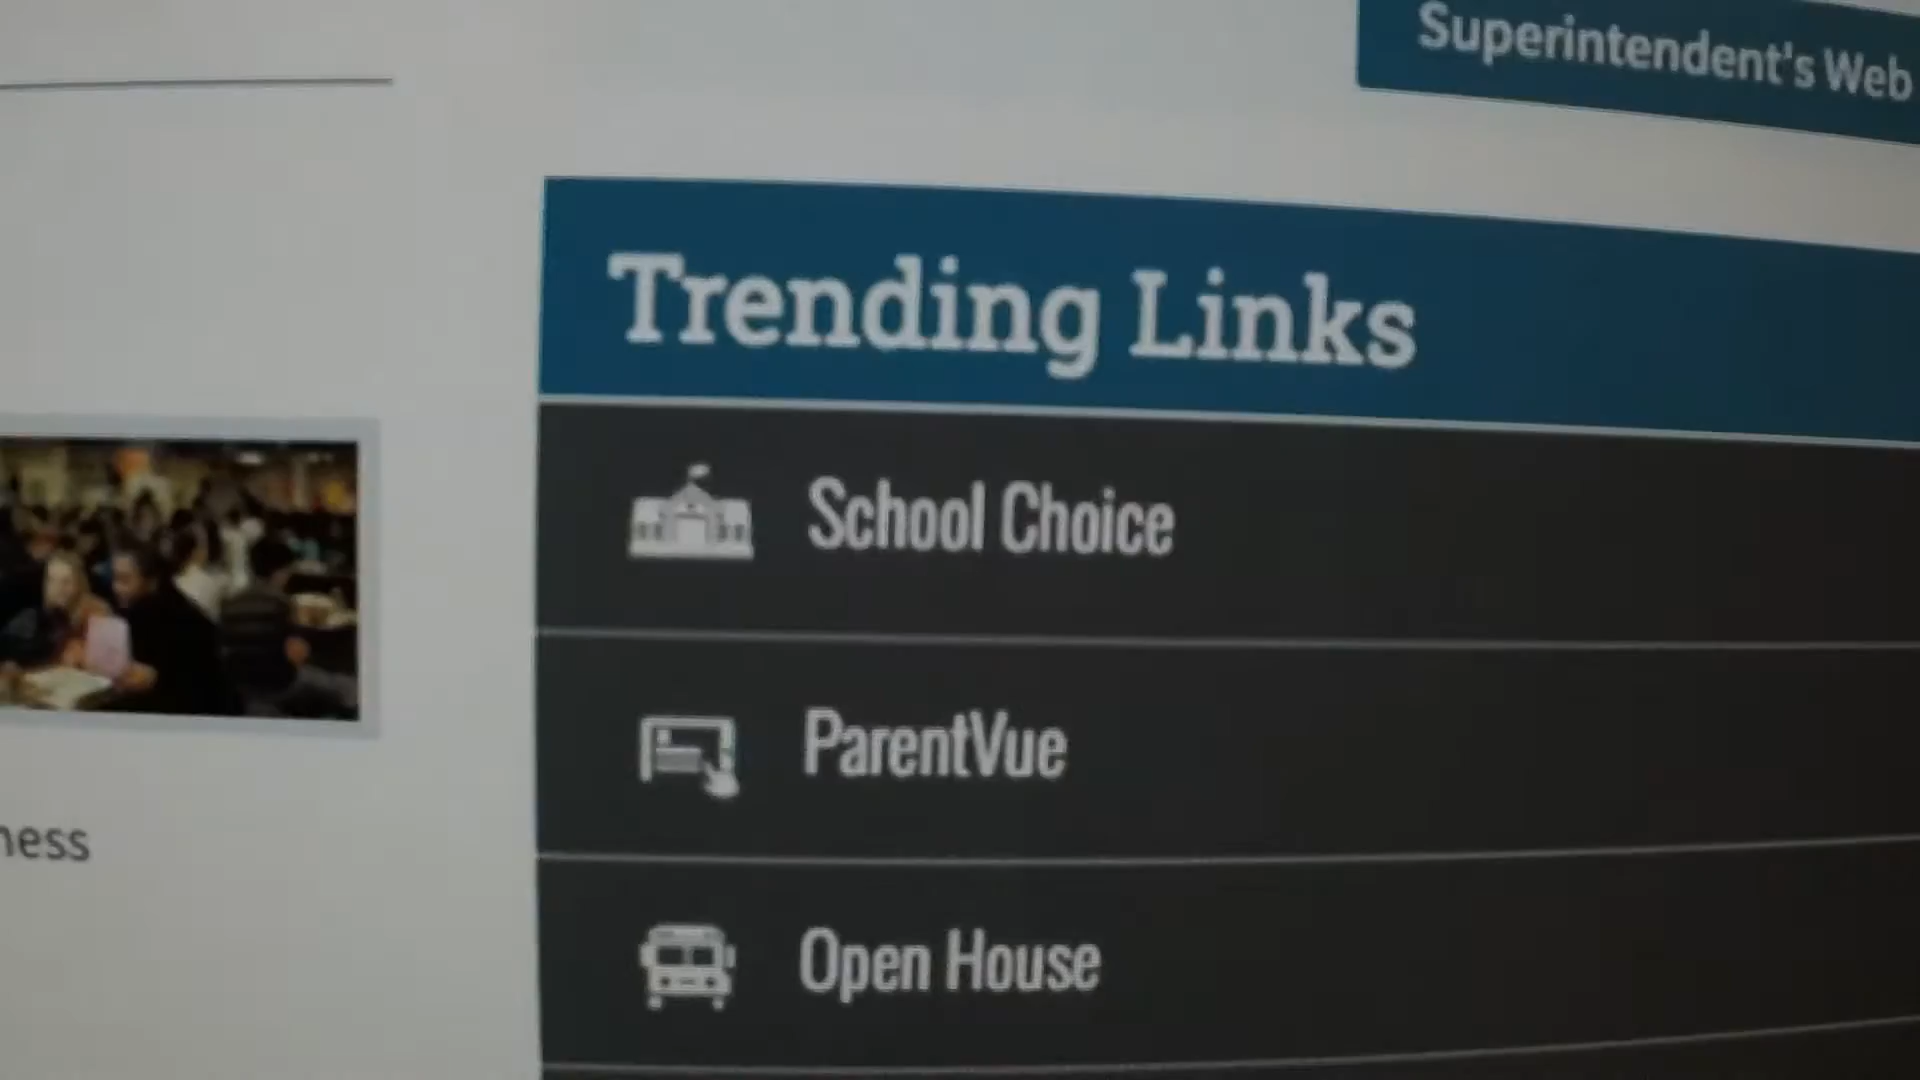 Superintendent's Web
Trending Links
School Choice
ParentVue
ness
Open House